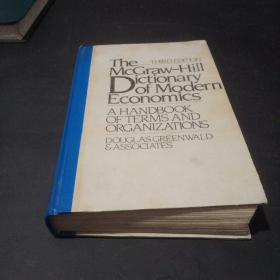 The THIRD EDITION
McGraw-Hill
Dictionary
of Modern
Economics
A HANDBOOK
OF TERMS AND
ORGANIZATIONS
DOUGLAS GREENWALD
& ASSOCIATES